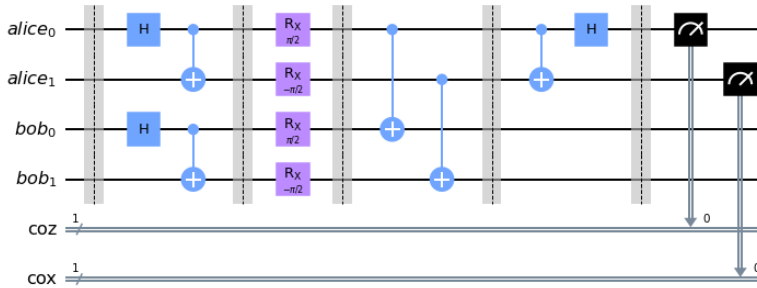 alice₀ H Rₓ π/2 H
alice₁ Rₓ −π/2
bob₀ H Rₓ π/2
bob₁ Rₓ −π/2
coz 1 0
cox 1 0